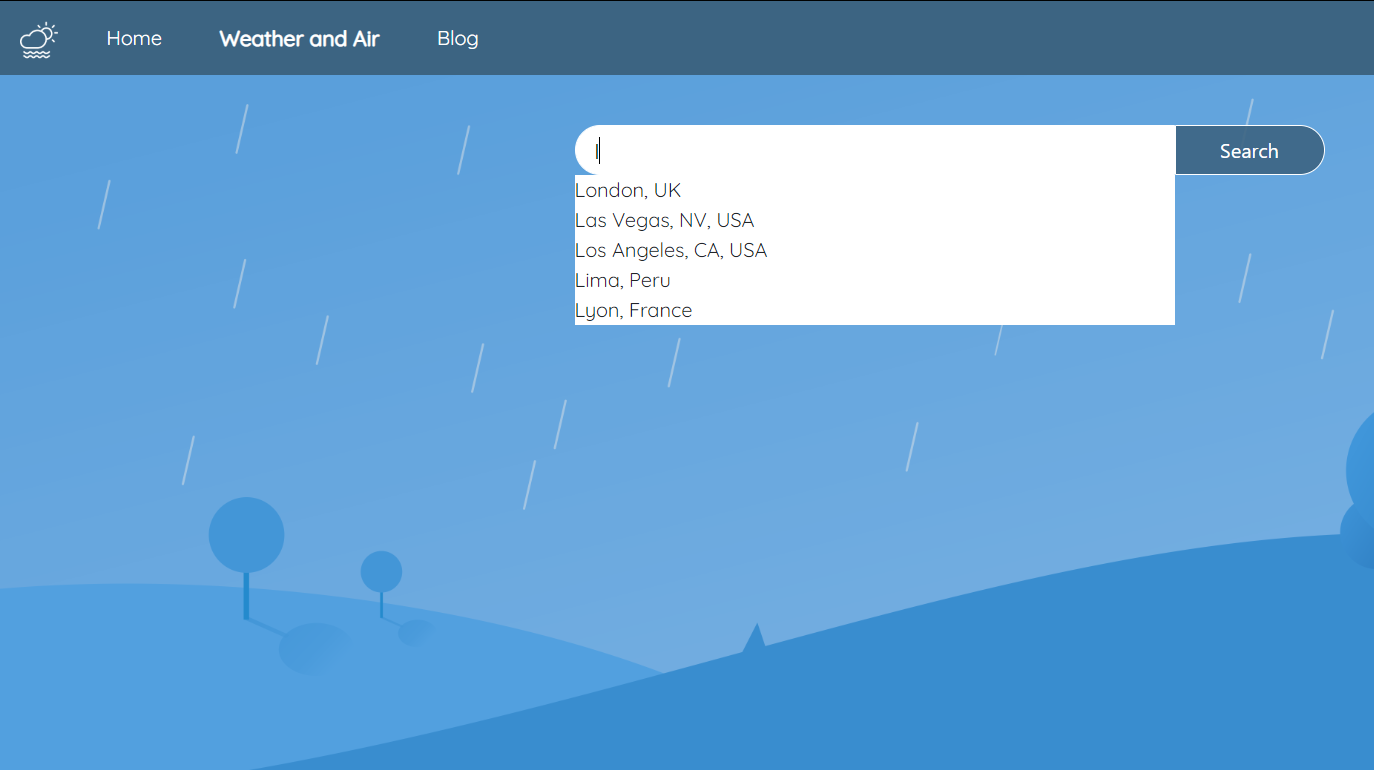 Home Weather and Air Blog
l
Search
London, UK
Las Vegas, NV, USA
Los Angeles, CA, USA
Lima, Peru
Lyon, France